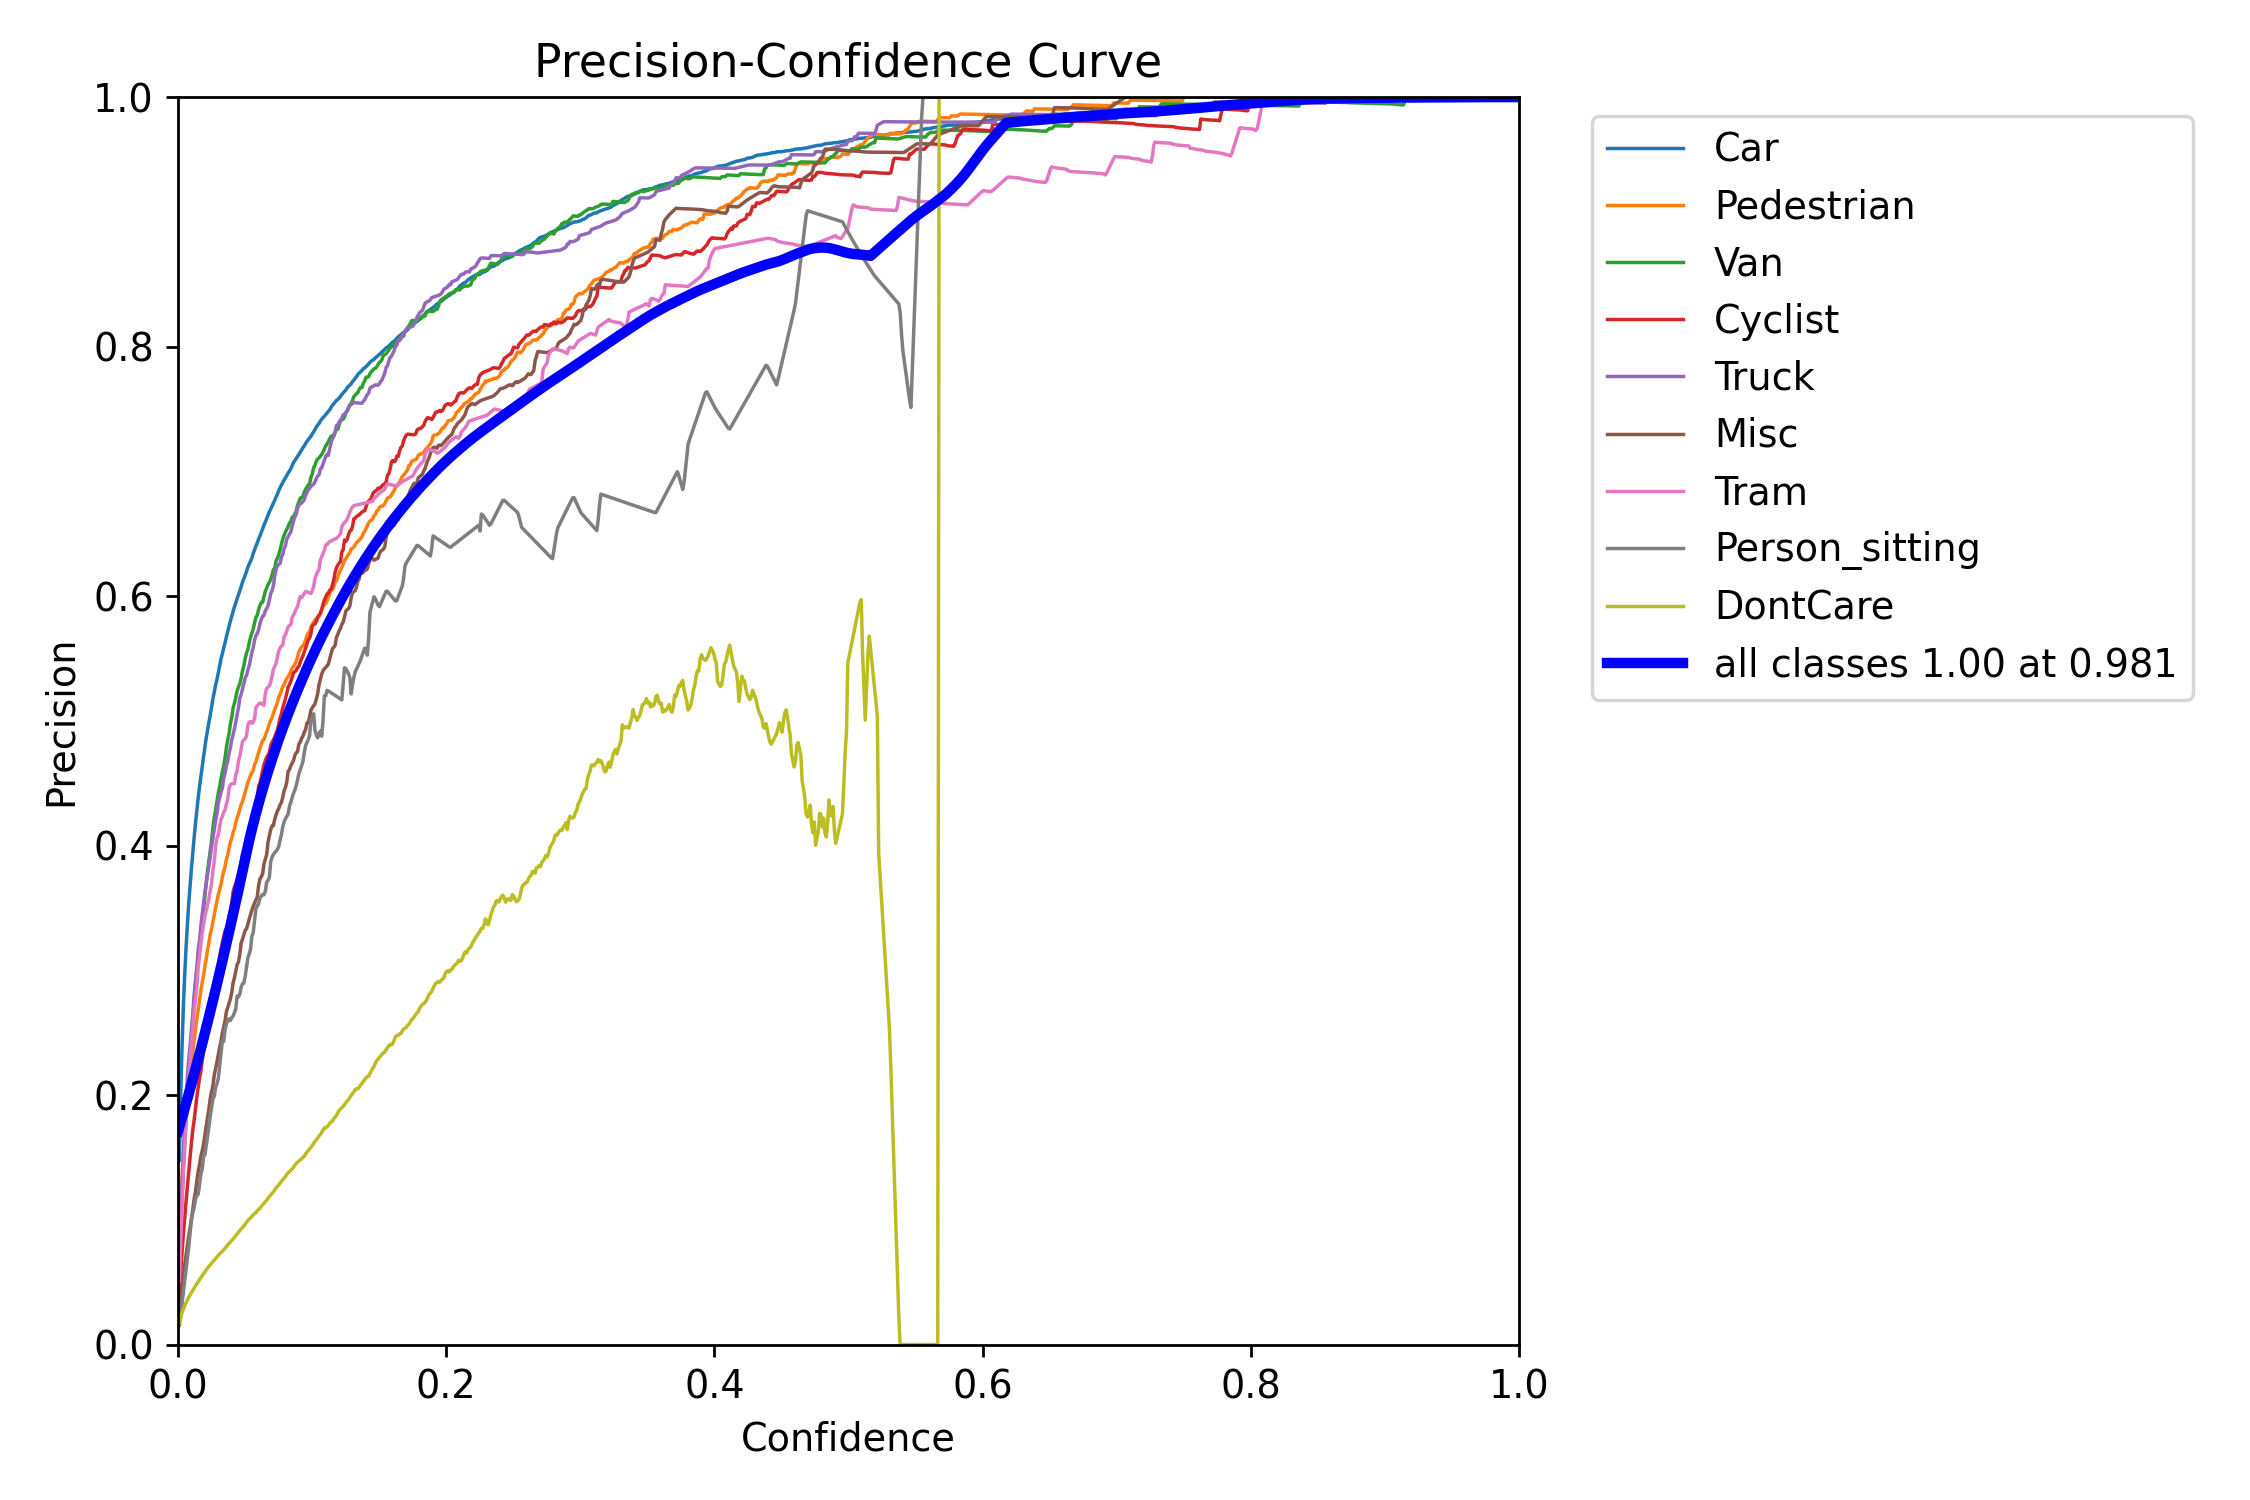 Precision-Confidence Curve
Precision
1.0
0.8
0.6
0.4
0.2
0.0
0.0 0.2 0.4 0.6 0.8 1.0
Confidence
Car
Pedestrian
Van
Cyclist
Truck
Misc
Tram
Person_sitting
DontCare
all classes 1.00 at 0.981